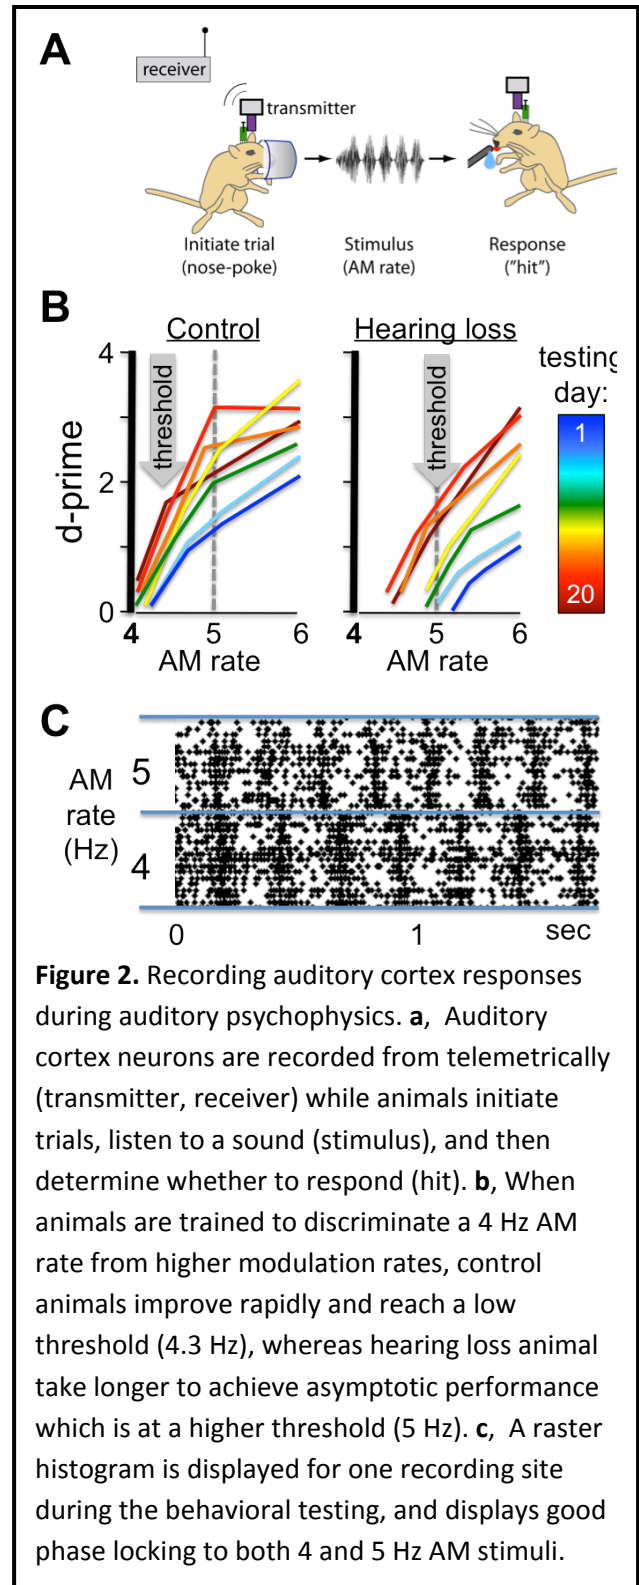 A
receiver
transmitter
Initiate trial
(nose-poke)
Stimulus
(AM rate)
Response
("hit")
B
Control
Hearing loss
testing
day:
4
2
0
d-prime
threshold
threshold
1
20
4 5 6
AM rate
4 5 6
AM rate
C
AM
rate
(Hz)
5
4
0 1 sec
Figure 2. Recording auditory cortex responses
during auditory psychophysics. a, Auditory
cortex neurons are recorded from telemetrically
(transmitter, receiver) while animals initiate
trials, listen to a sound (stimulus), and then
determine whether to respond (hit). b, When
animals are trained to discriminate a 4 Hz AM
rate from higher modulation rates, control
animals improve rapidly and reach a low
threshold (4.3 Hz), whereas hearing loss animal
take longer to achieve asymptotic performance
which is at a higher threshold (5 Hz). c, A raster
histogram is displayed for one recording site
during the behavioral testing, and displays good
phase locking to both 4 and 5 Hz AM stimuli.